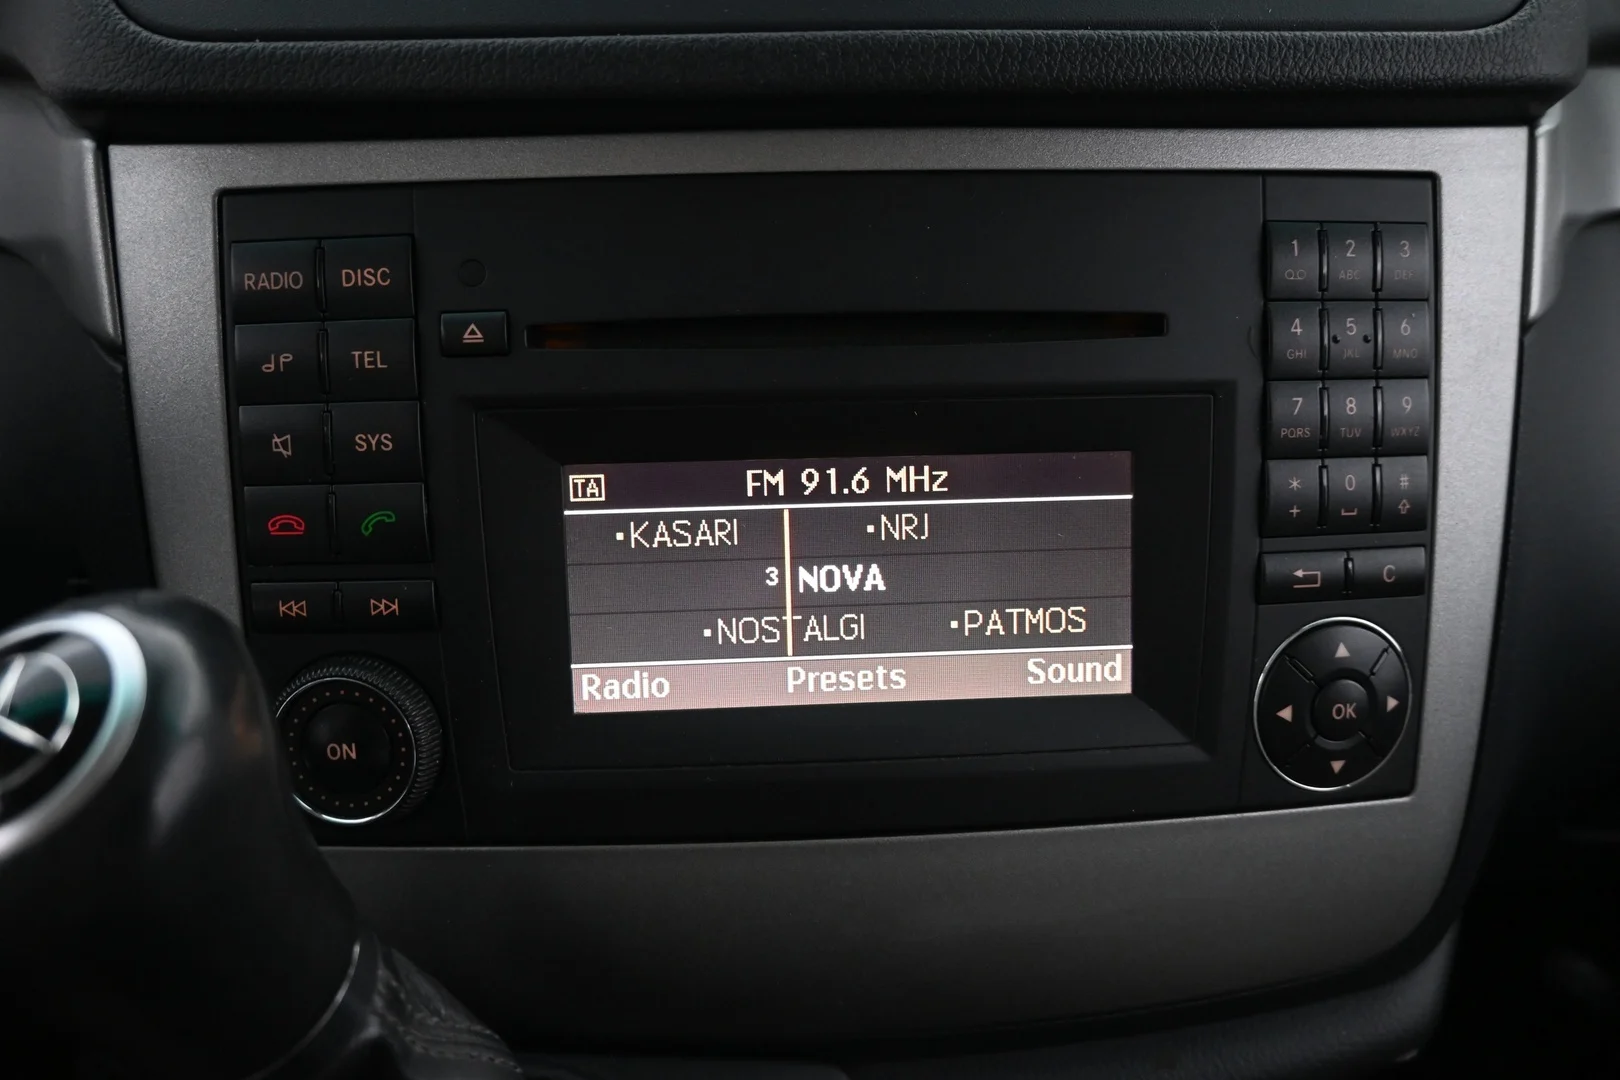 RADIO DISC
TEL
SYS
ON
TA FM 91.6 MHz
KASARI NRJ
3 NOVA
NOSTALGI PATMOS
Radio Presets Sound
1 2 3
ABC DEF
4 5 6
GHI JKL MNO
7 8 9
PQRS TUV WXYZ
* 0 #
+
C
OK